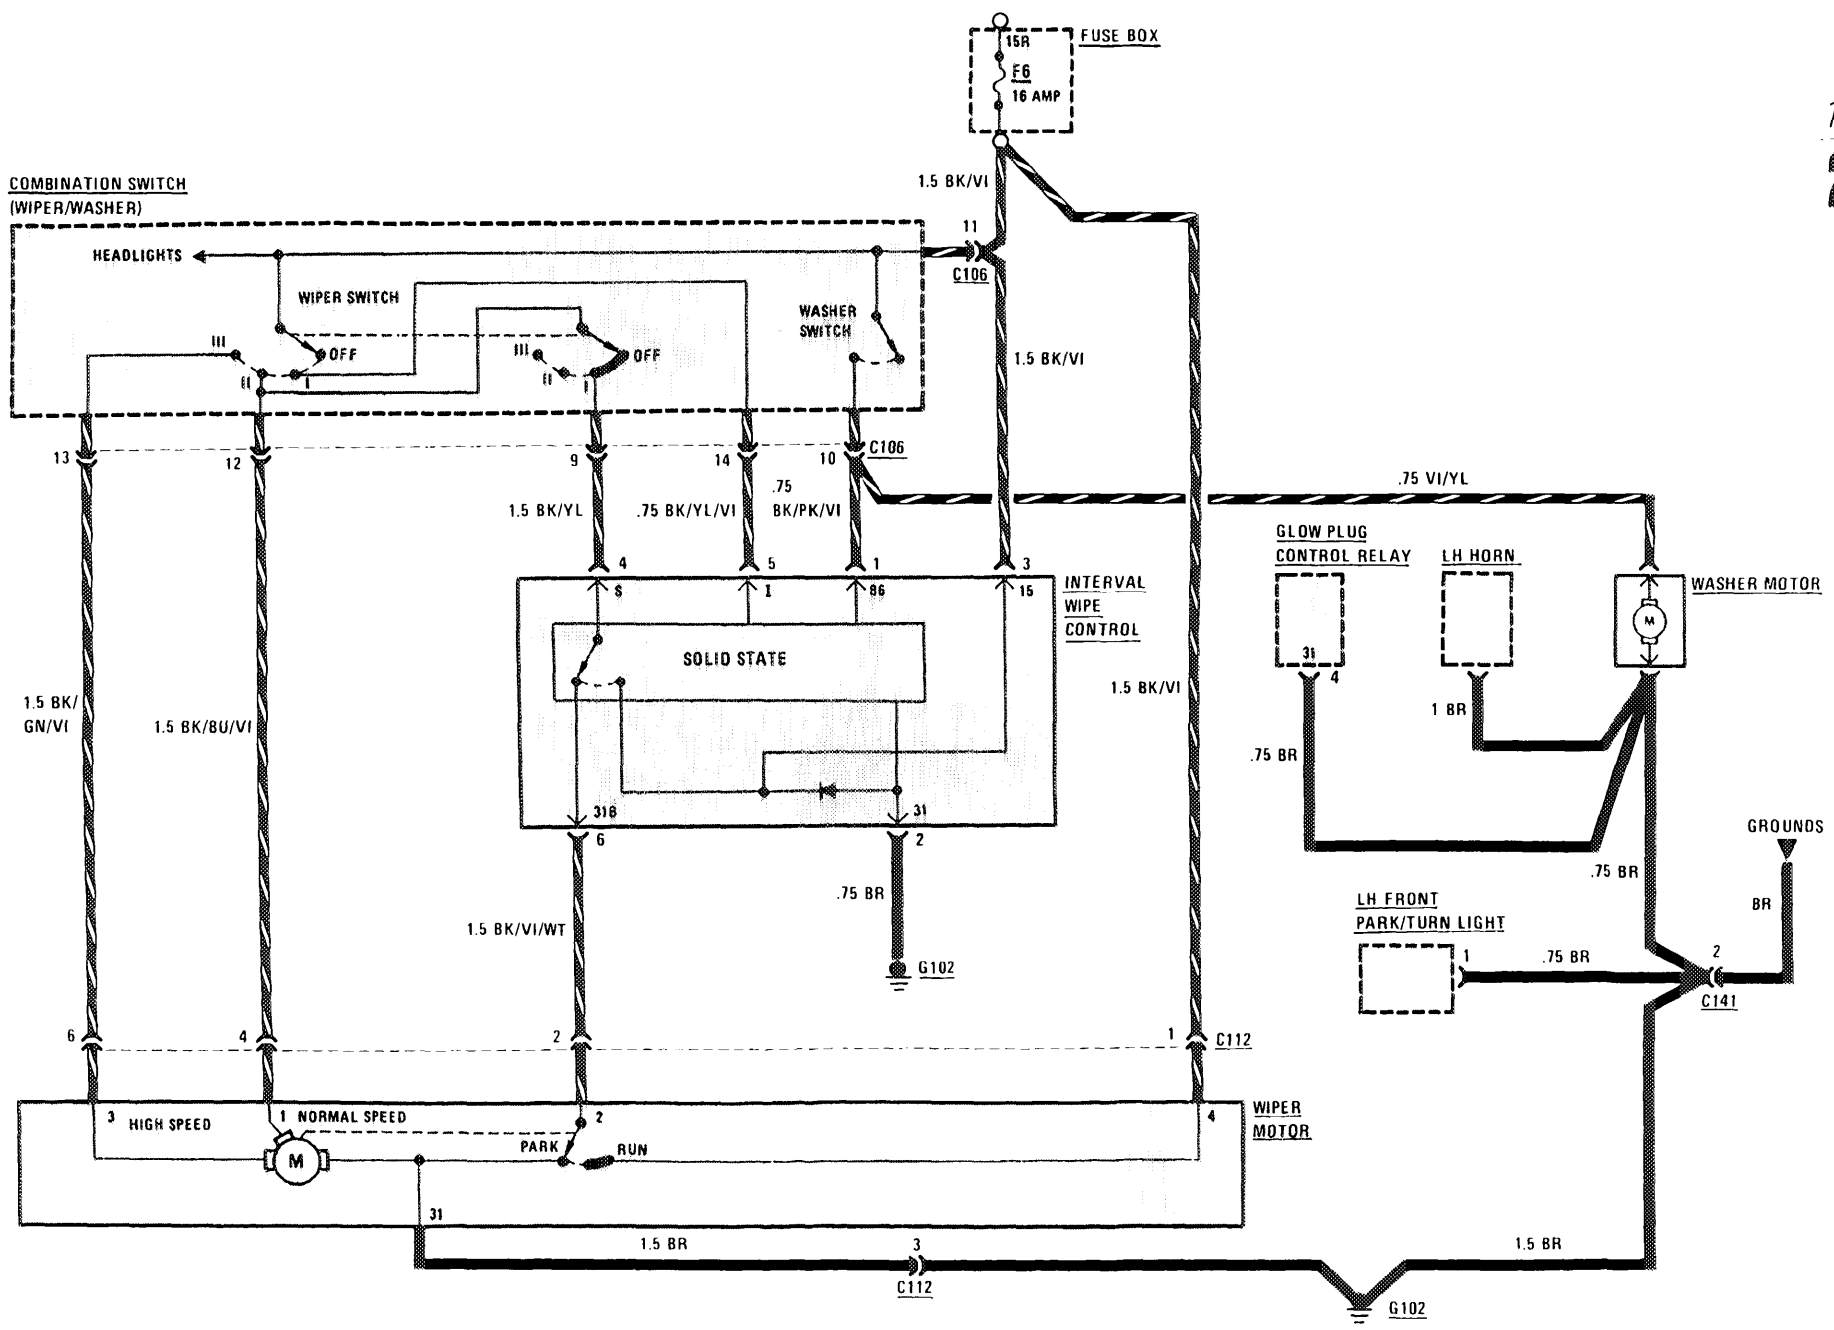 FUSE BOX
15R
F6
16 AMP
1.5 BK/VI
COMBINATION SWITCH
(WIPER/WASHER)
11
C106
HEADLIGHTS
WIPER SWITCH
WASHER
SWITCH
III
OFF
II
I
III
OFF
II
I
1.5 BK/VI
13
12
9
14
10
C106
1.5 BK/YL
.75 BK/YL/VI
.75
BK/PK/VI
.75 VI/YL
GLOW PLUG
CONTROL RELAY
LH HORN
WASHER MOTOR
4
5
1
3
S
I
86
15
INTERVAL
WIPE
CONTROL
SOLID STATE
M
31
4
1 BR
.75 BR
1.5 BK/
GN/VI
1.5 BK/BU/VI
1.5 BK/VI
31B
31
6
2
GROUNDS
.75 BR
.75 BR
BR
LH FRONT
PARK/TURN LIGHT
1
.75 BR
2
C141
1.5 BK/VI/WT
G102
6
4
2
1
C112
3
HIGH SPEED
1
NORMAL SPEED
2
4
WIPER
MOTOR
M
PARK
RUN
31
1.5 BR
3
C112
1.5 BR
G102